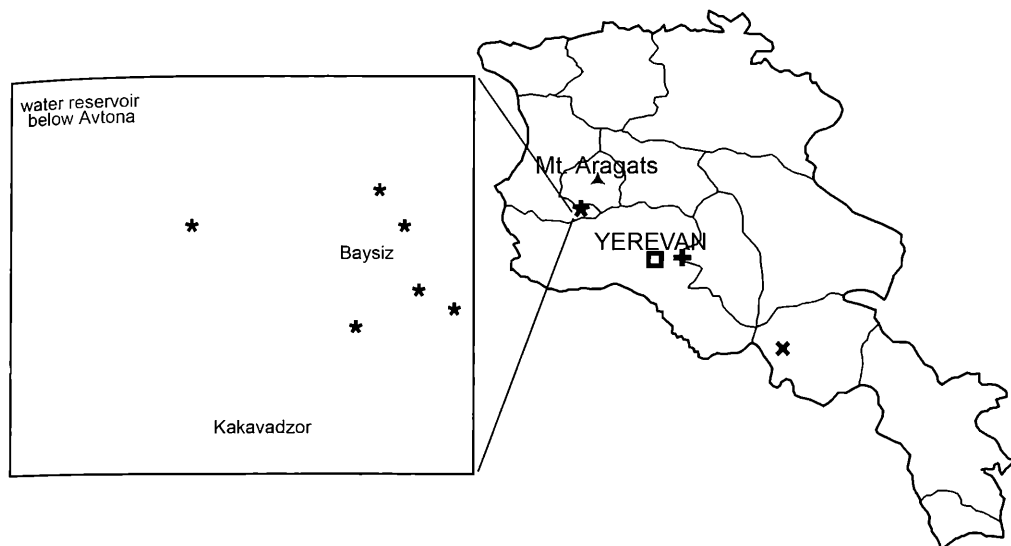 water reservoir
below Avtona
Mt. Aragats
YEREVAN
Baysiz
Kakavadzor